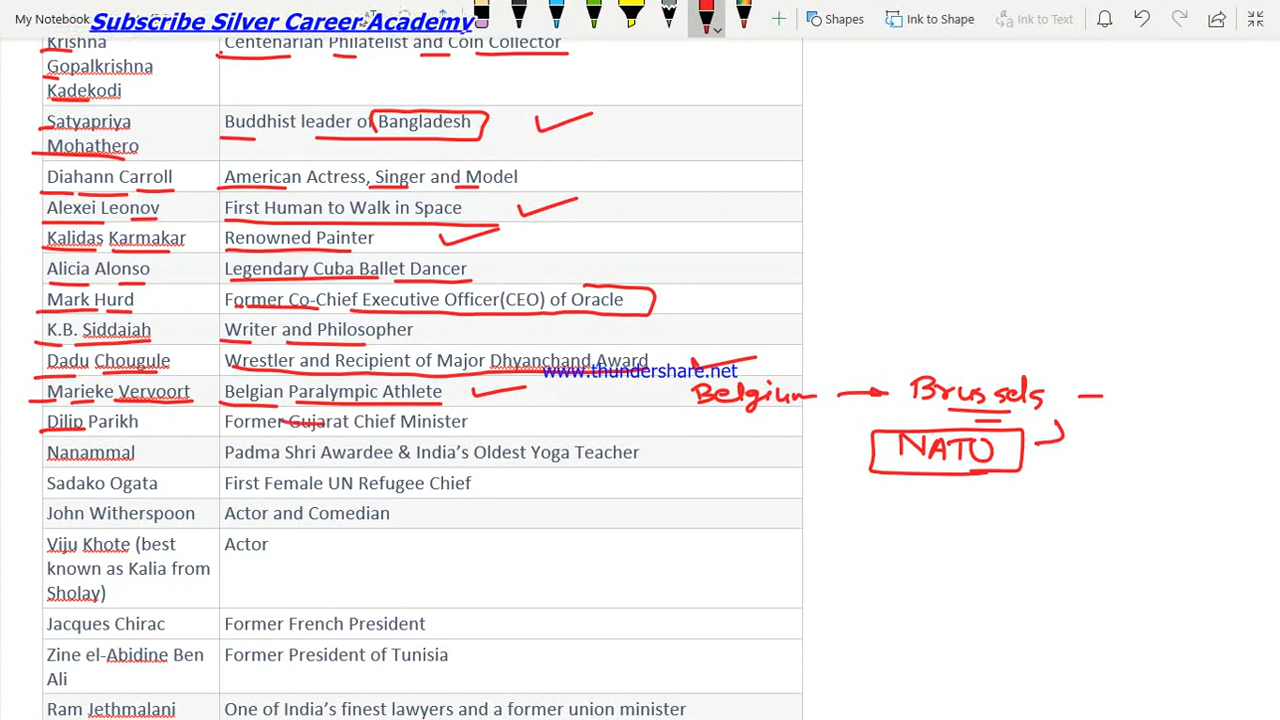 My Notebook
Subscribe Silver Career Academy
Shapes
Ink to Shape
Ink to Text
Krishna Centenarian Philatelist and Coin Collector
Gopalkrishna
Kadekodi
Satyapriya Buddhist leader of Bangladesh
Mohathero
Diahann Carroll American Actress, Singer and Model
Alexei Leonov First Human to Walk in Space
Kalidas Karmakar Renowned Painter
Alicia Alonso Legendary Cuba Ballet Dancer
Mark Hurd Former Co-Chief Executive Officer(CEO) of Oracle
K.B. Siddaiah Writer and Philosopher
Dadu Chougule Wrestler and Recipient of Major Dhyanchand Award
www.thundershare.net
Marieke Vervoort Belgian Paralympic Athlete Belgium → Brussels –
Dilip Parikh Former Gujarat Chief Minister
NATO
Nanammal Padma Shri Awardee & India’s Oldest Yoga Teacher
Sadako Ogata First Female UN Refugee Chief
John Witherspoon Actor and Comedian
Viju Khote (best Actor
known as Kalia from
Sholay)
Jacques Chirac Former French President
Zine el-Abidine Ben Former President of Tunisia
Ali
Ram Jethmalani One of India’s finest lawyers and a former union minister